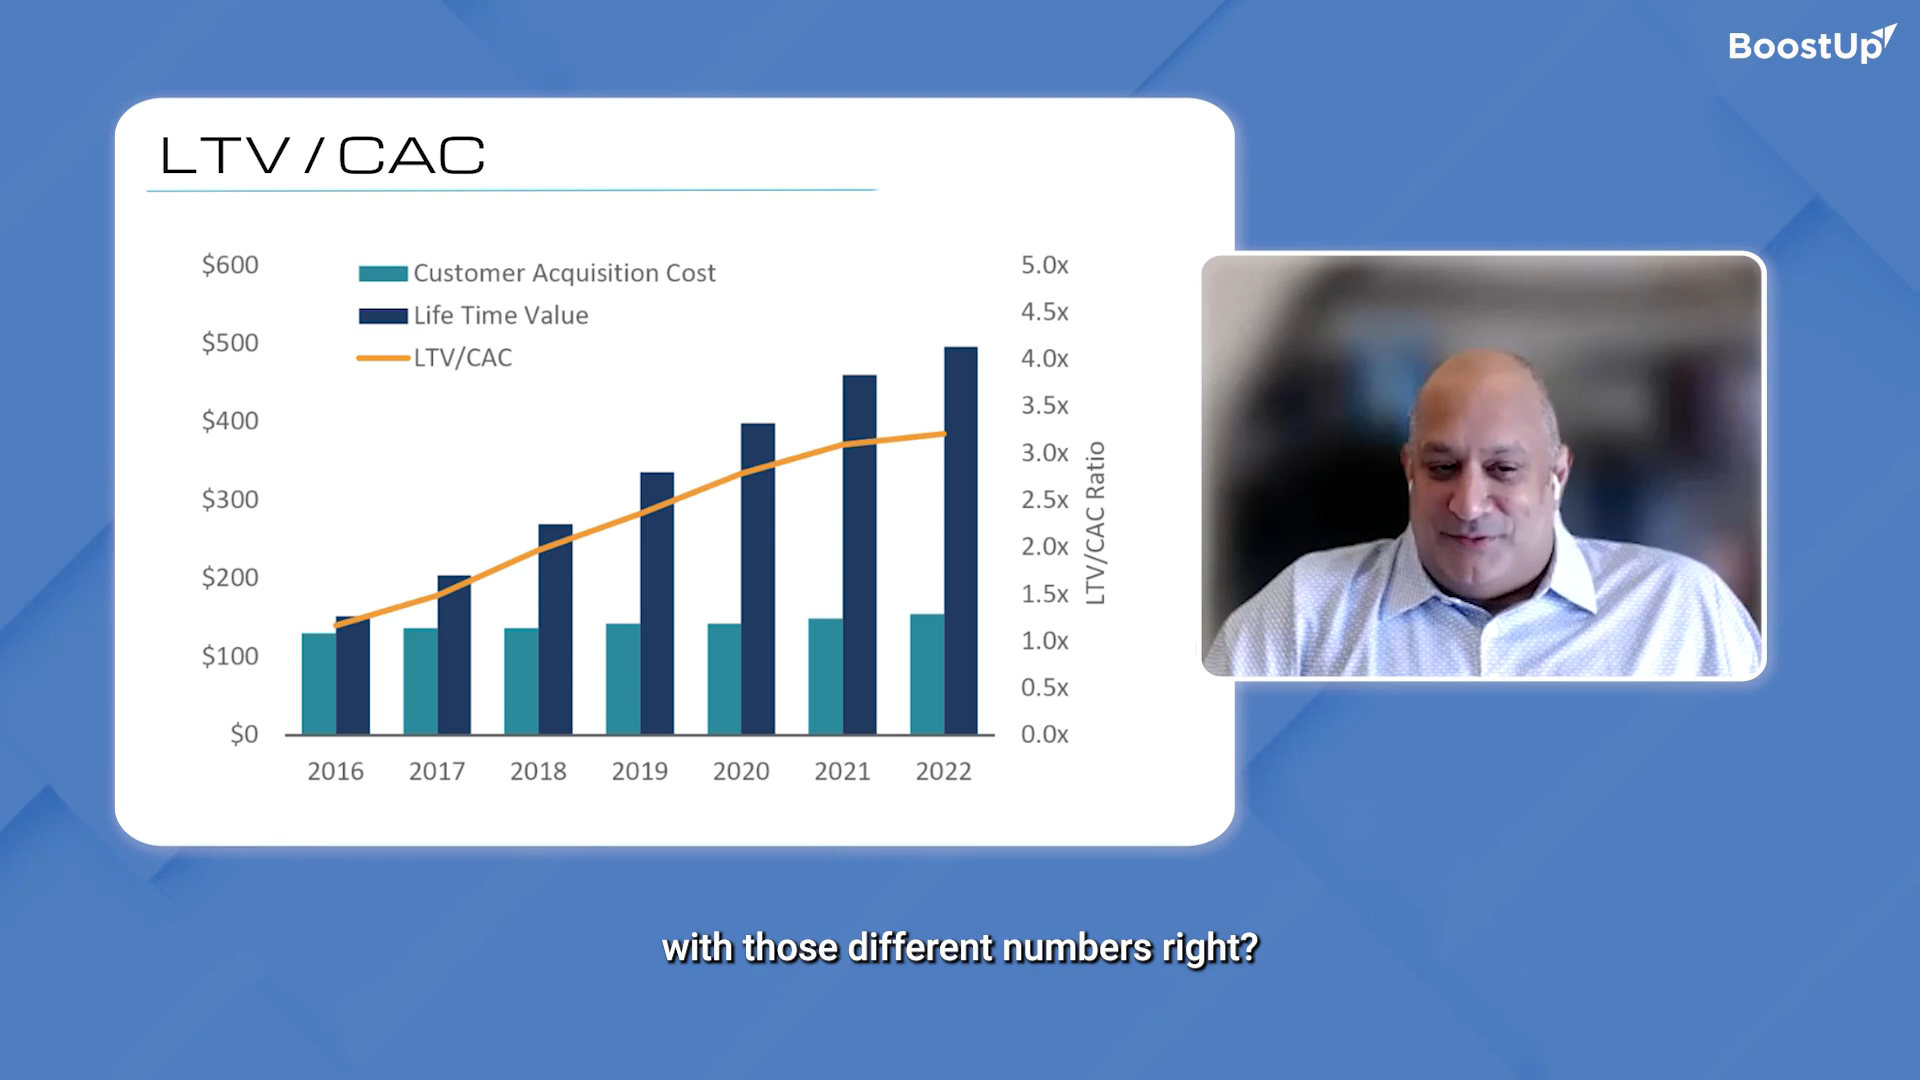 BoostUp
LTV / CAC
$600
$500
$400
$300
$200
$100
$0
Customer Acquisition Cost
Life Time Value
LTV/CAC
5.0x
4.5x
4.0x
3.5x
3.0x
2.5x
2.0x
1.5x
1.0x
0.5x
0.0x
LTV/CAC Ratio
2016 2017 2018 2019 2020 2021 2022
with those different numbers right?